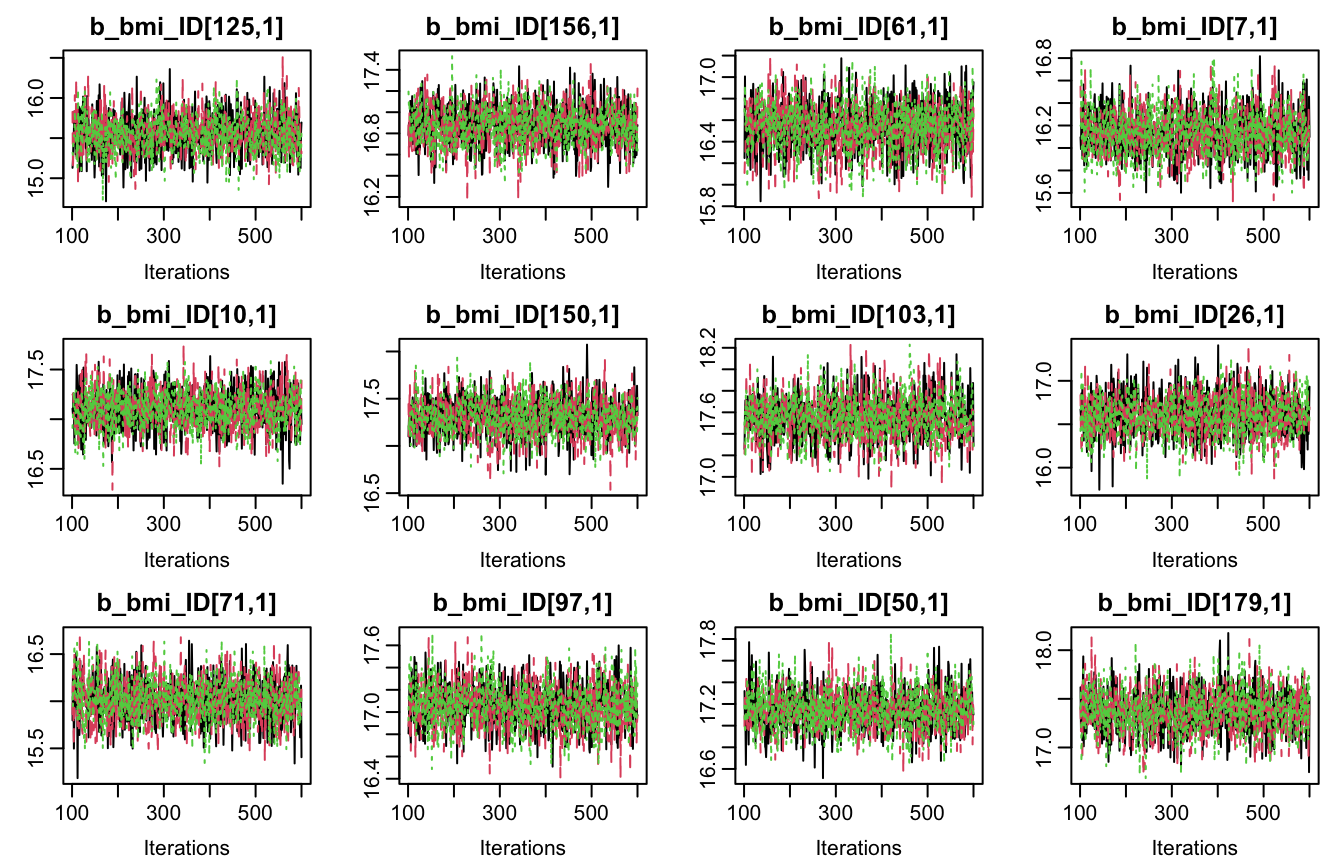 b_bmi_ID[125,1] b_bmi_ID[156,1] b_bmi_ID[61,1] b_bmi_ID[7,1]
15.0 16.0 16.2 16.8 17.4 15.8 16.4 17.0 15.6 16.2 16.8
100 300 500 100 300 500 100 300 500 100 300 500
Iterations Iterations Iterations Iterations
b_bmi_ID[10,1] b_bmi_ID[150,1] b_bmi_ID[103,1] b_bmi_ID[26,1]
16.5 17.5 16.5 17.5 17.0 17.6 18.2 16.0 17.0
100 300 500 100 300 500 100 300 500 100 300 500
Iterations Iterations Iterations Iterations
b_bmi_ID[71,1] b_bmi_ID[97,1] b_bmi_ID[50,1] b_bmi_ID[179,1]
15.5 16.5 16.4 17.0 17.6 16.6 17.2 17.8 17.0 18.0
100 300 500 100 300 500 100 300 500 100 300 500
Iterations Iterations Iterations Iterations